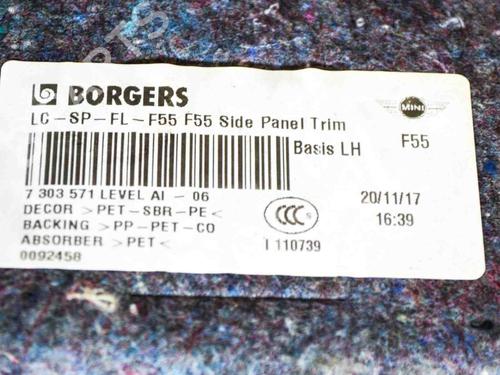 BORGERS
MINI
LC-SP-FL-F55 F55 Side Panel Trim
Basis LH
F55
7 303 571 LEVEL AI - 06
DECOR >PET-SBR-PE<
BACKING >PP-PET-CO
ABSORBER >PET<
0092458
CCC
I 110739
20/11/17
16:39